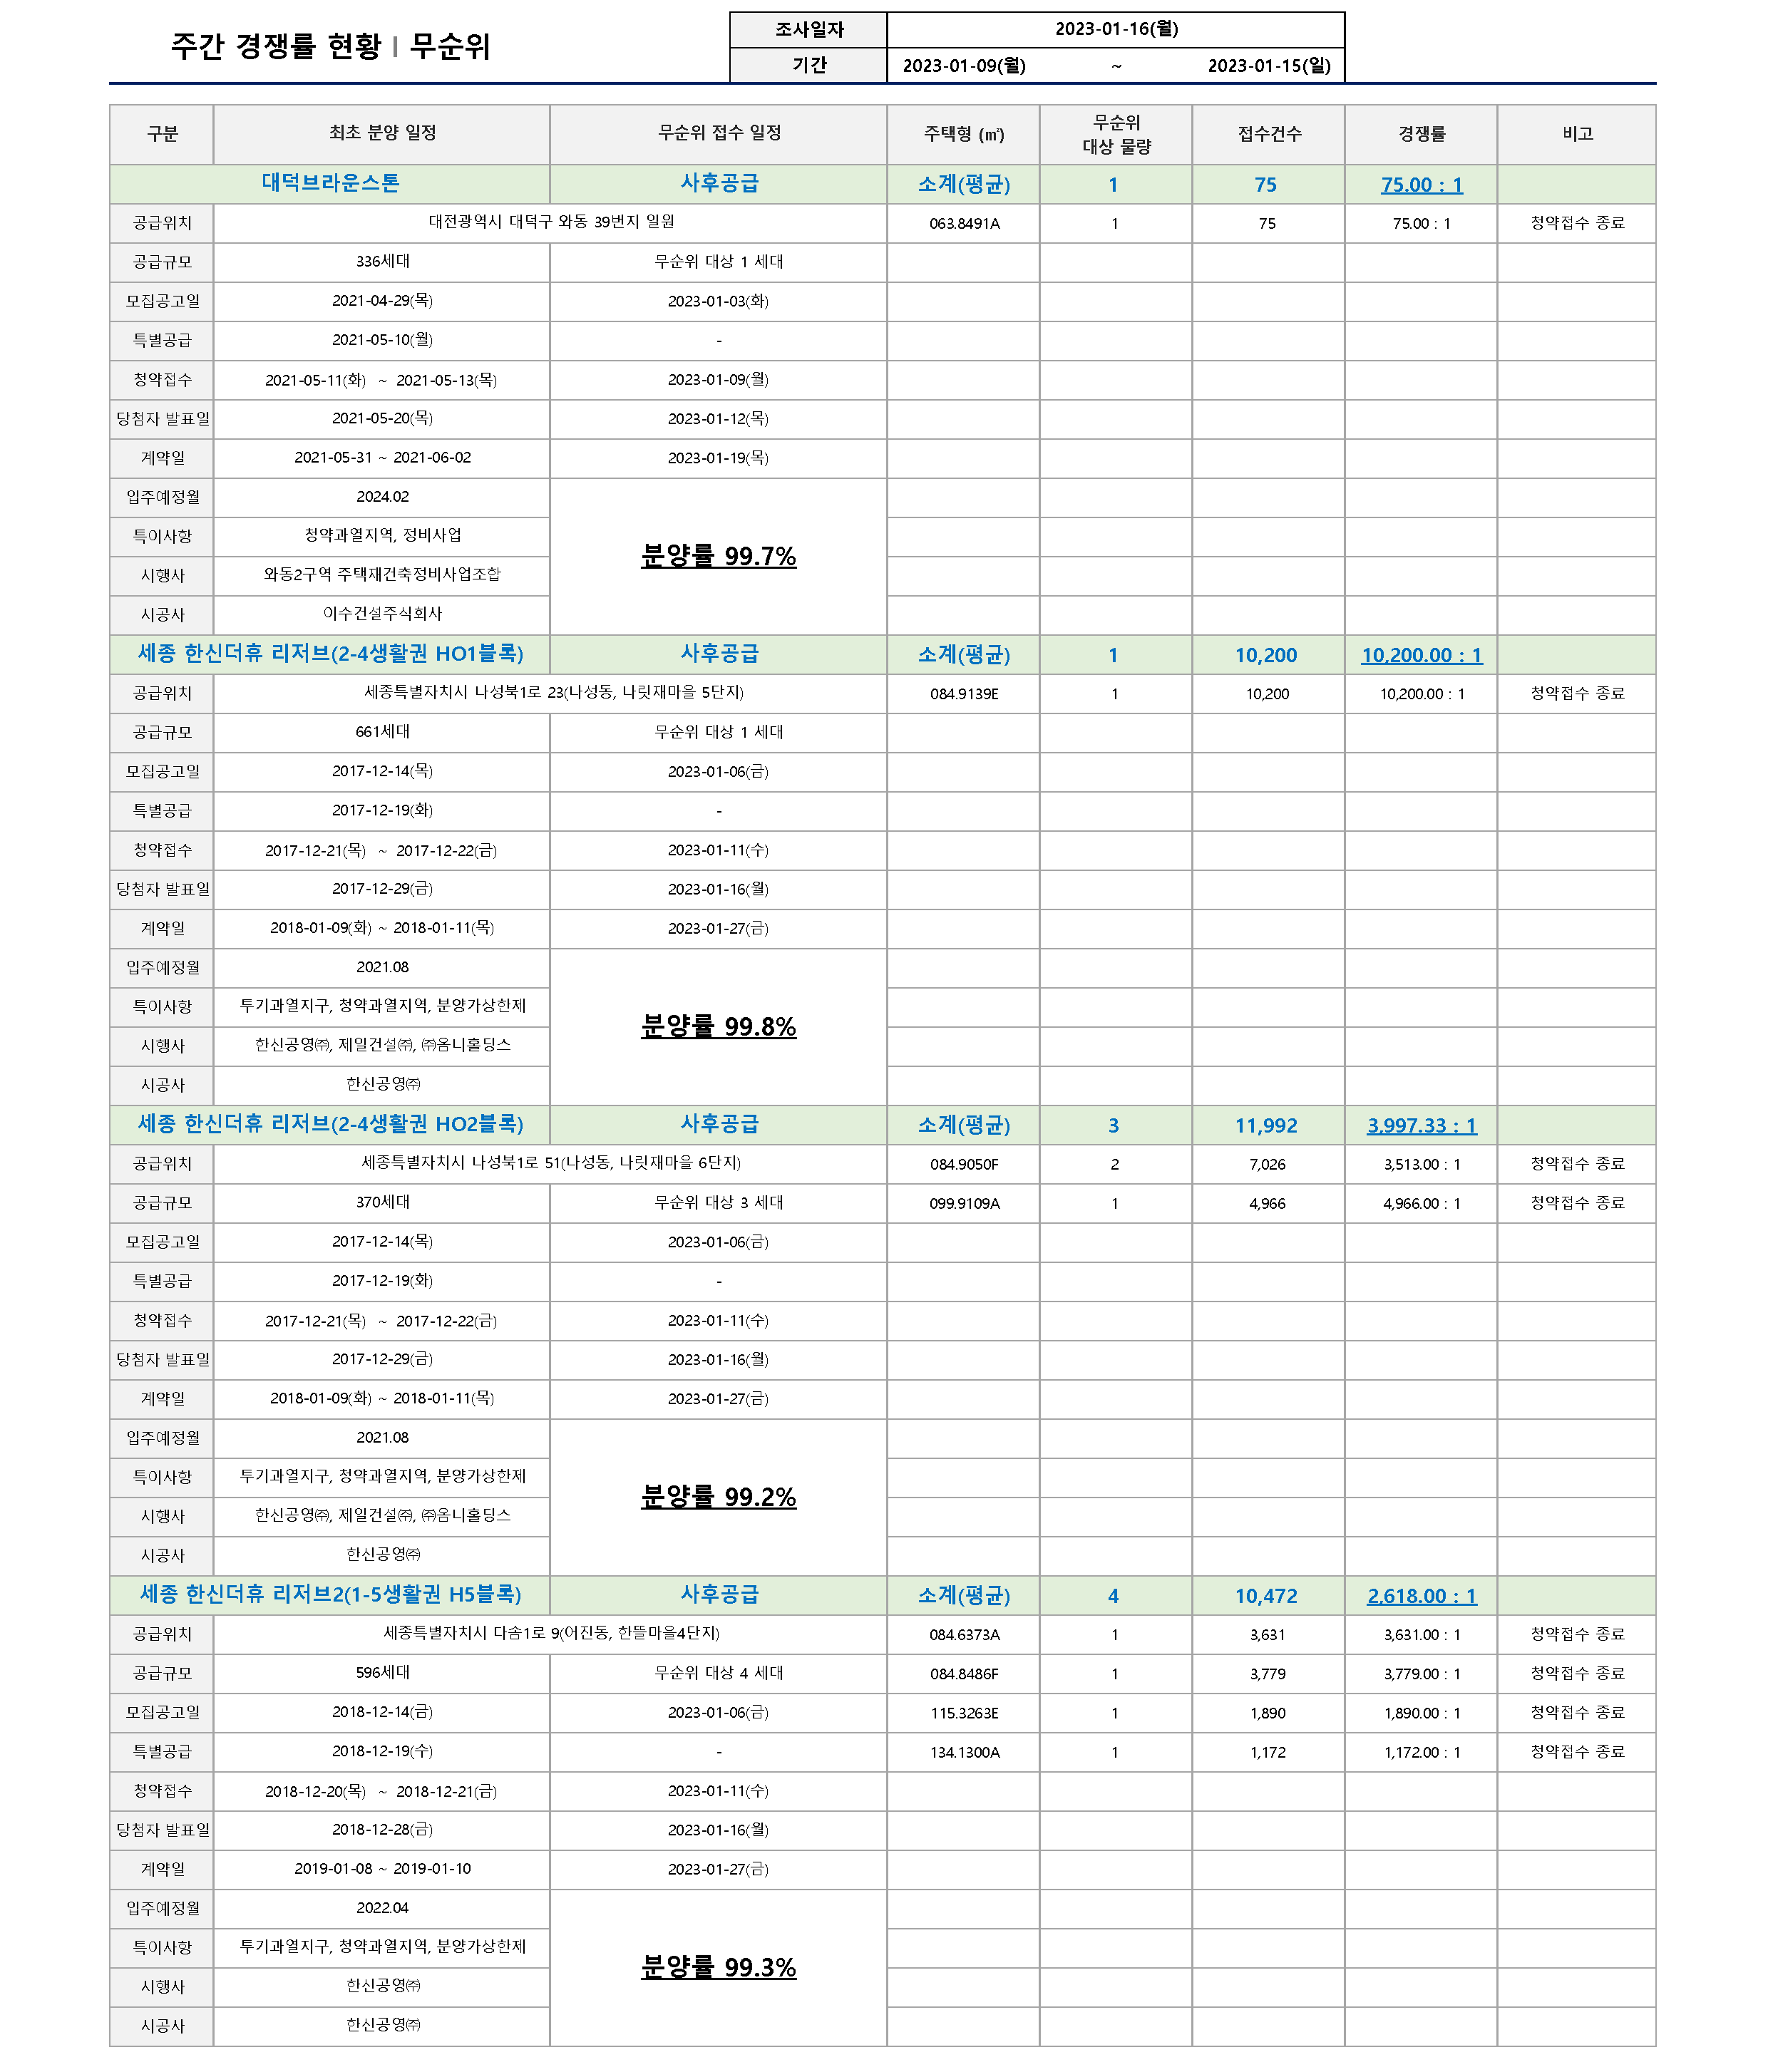 주간 경쟁률 현황 | 무순위
조사일자 2023-01-16(월)
기간 2023-01-09(월) ~ 2023-01-15(일)
구분 최초 분양 일정 무순위 접수 일정 주택형 (㎡) 무순위 대상 물량 접수건수 경쟁률 비고
대덕브라운스톤 사후공급 소계(평균) 1 75 75.00 : 1
공급위치 대전광역시 대덕구 와동 39번지 일원 063.8491A 1 75 75.00 : 1 청약접수 종료
공급규모 336세대 무순위 대상 1 세대
모집공고일 2021-04-29(목) 2023-01-03(화)
특별공급 2021-05-10(월) -
청약접수 2021-05-11(화) ~ 2021-05-13(목) 2023-01-09(월)
당첨자 발표일 2021-05-20(목) 2023-01-12(목)
계약일 2021-05-31 ~ 2021-06-02 2023-01-19(목)
입주예정월 2024.02
특이사항 청약과열지역, 정비사업
분양률 99.7%
시행사 와동2구역 주택재건축정비사업조합
시공사 이수건설주식회사
세종 한신더휴 리저브(2-4생활권 HO1블록) 사후공급 소계(평균) 1 10,200 10,200.00 : 1
공급위치 세종특별자치시 나성북1로 23(나성동, 나릿재마을 5단지) 084.9139E 1 10,200 10,200.00 : 1 청약접수 종료
공급규모 661세대 무순위 대상 1 세대
모집공고일 2017-12-14(목) 2023-01-06(금)
특별공급 2017-12-19(화) -
청약접수 2017-12-21(목) ~ 2017-12-22(금) 2023-01-11(수)
당첨자 발표일 2017-12-29(금) 2023-01-16(월)
계약일 2018-01-09(화) ~ 2018-01-11(목) 2023-01-27(금)
입주예정월 2021.08
특이사항 투기과열지구, 청약과열지역, 분양가상한제
분양률 99.8%
시행사 한신공영㈜, 제일건설㈜, ㈜옴니홀딩스
시공사 한신공영㈜
세종 한신더휴 리저브(2-4생활권 HO2블록) 사후공급 소계(평균) 3 11,992 3,997.33 : 1
공급위치 세종특별자치시 나성북1로 51(나성동, 나릿재마을 6단지) 084.9050F 2 7,026 3,513.00 : 1 청약접수 종료
공급규모 370세대 무순위 대상 3 세대 099.9109A 1 4,966 4,966.00 : 1 청약접수 종료
모집공고일 2017-12-14(목) 2023-01-06(금)
특별공급 2017-12-19(화) -
청약접수 2017-12-21(목) ~ 2017-12-22(금) 2023-01-11(수)
당첨자 발표일 2017-12-29(금) 2023-01-16(월)
계약일 2018-01-09(화) ~ 2018-01-11(목) 2023-01-27(금)
입주예정월 2021.08
특이사항 투기과열지구, 청약과열지역, 분양가상한제
분양률 99.2%
시행사 한신공영㈜, 제일건설㈜, ㈜옴니홀딩스
시공사 한신공영㈜
세종 한신더휴 리저브2(1-5생활권 H5블록) 사후공급 소계(평균) 4 10,472 2,618.00 : 1
공급위치 세종특별자치시 다솜1로 9(어진동, 한뜰마을4단지) 084.6373A 1 3,631 3,631.00 : 1 청약접수 종료
공급규모 596세대 무순위 대상 4 세대 084.8486F 1 3,779 3,779.00 : 1 청약접수 종료
모집공고일 2018-12-14(금) 2023-01-06(금) 115.3263E 1 1,890 1,890.00 : 1 청약접수 종료
특별공급 2018-12-19(수) - 134.1300A 1 1,172 1,172.00 : 1 청약접수 종료
청약접수 2018-12-20(목) ~ 2018-12-21(금) 2023-01-11(수)
당첨자 발표일 2018-12-28(금) 2023-01-16(월)
계약일 2019-01-08 ~ 2019-01-10 2023-01-27(금)
입주예정월 2022.04
특이사항 투기과열지구, 청약과열지역, 분양가상한제
분양률 99.3%
시행사 한신공영㈜
시공사 한신공영㈜